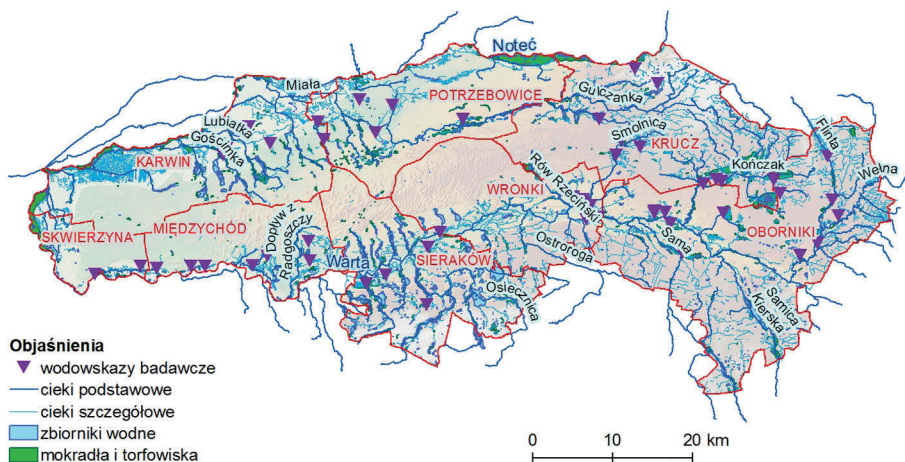 Noteć
Miała
POTRZEBOWICE
Gulczanka
Lubiatka
Gościmka
Smolnica
KRUCZ
Flinta
KARWIN
Kończak
Wełna
WRONKI
Rów Rzeciński
SKWIERZYNA
MIĘDZYCHÓD
Dopływ z
Radgoszczy
OBORNIKI
Sama
Ostroga
Warta
SIERAKÓW
Osiecznica
Samica
Kierska
Objaśnienia
wodowskazy badawcze
cieki podstawowe
cieki szczegółowe
zbiorniki wodne
mokradła i torfowiska
0 10 20 km